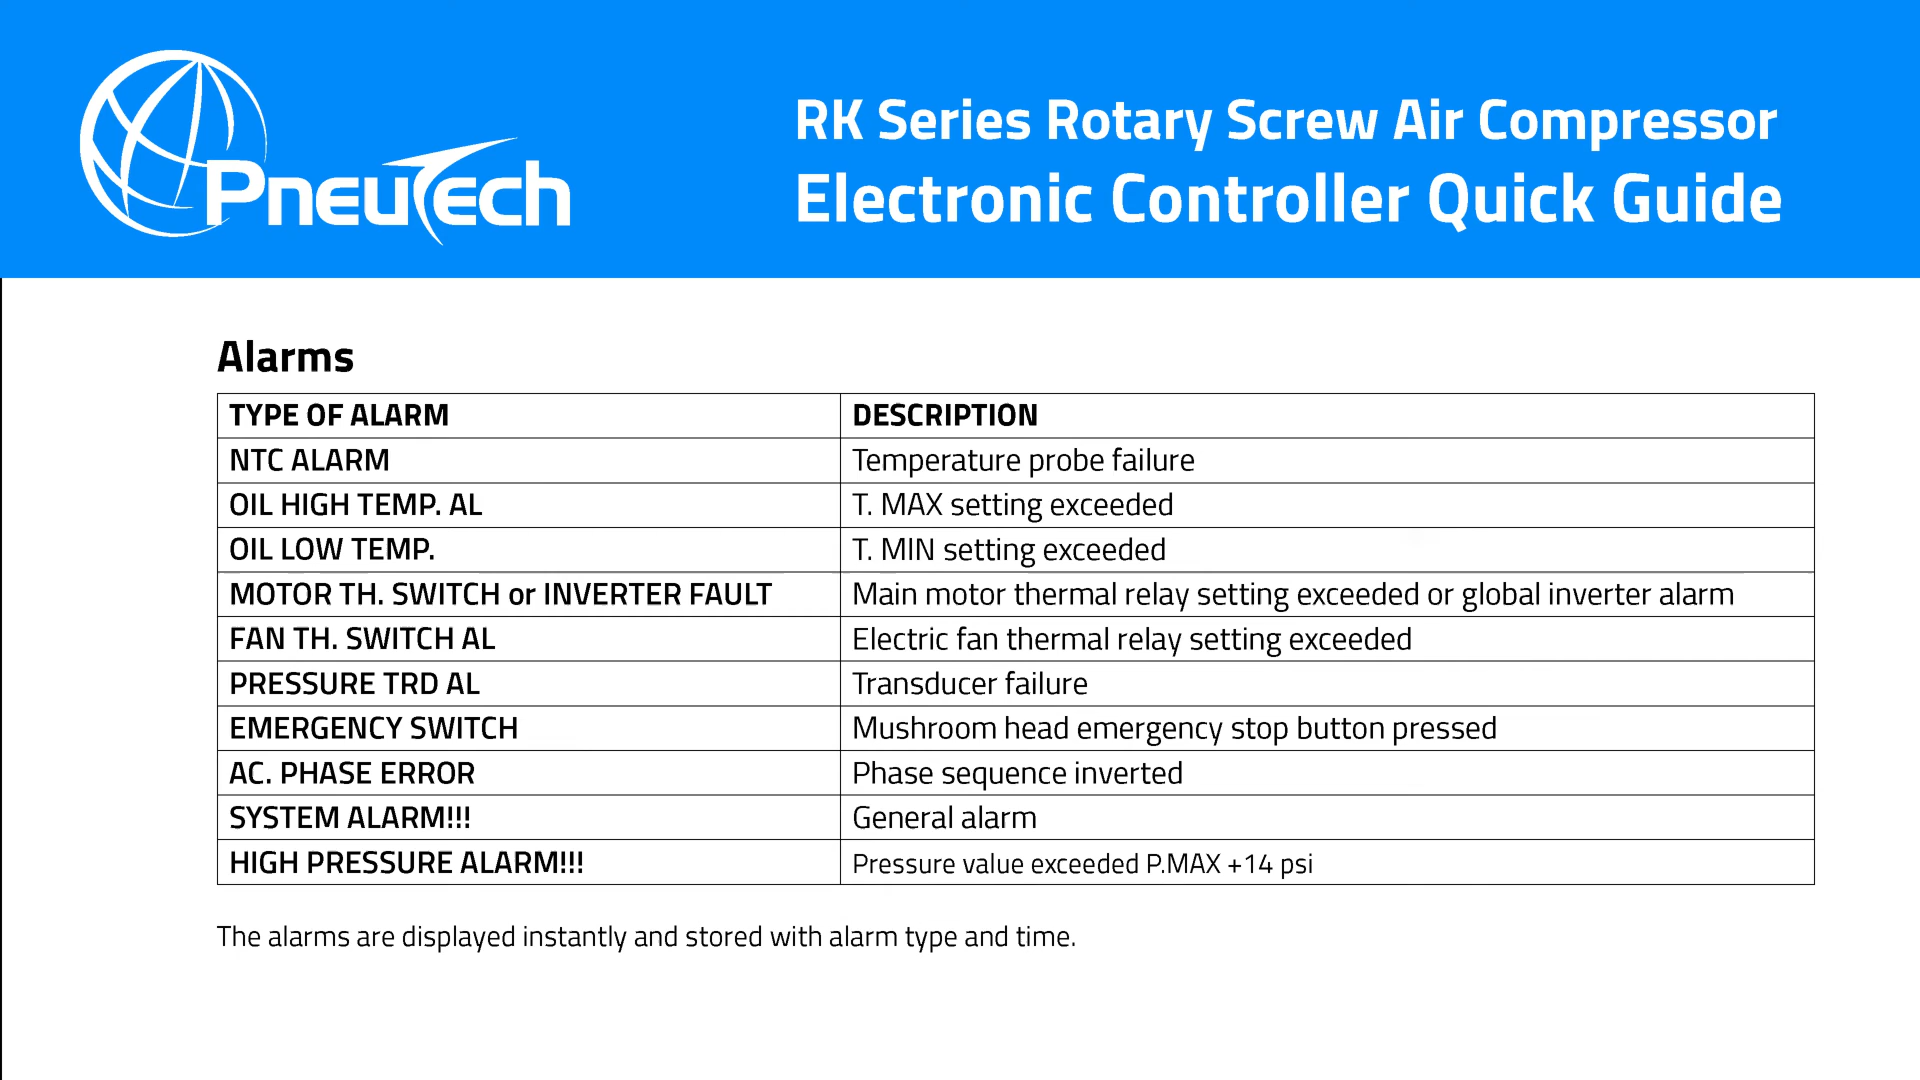 PneuTech
RK Series Rotary Screw Air Compressor
Electronic Controller Quick Guide
Alarms
TYPE OF ALARM DESCRIPTION
NTC ALARM Temperature probe failure
OIL HIGH TEMP. AL T. MAX setting exceeded
OIL LOW TEMP. T. MIN setting exceeded
MOTOR TH. SWITCH or INVERTER FAULT Main motor thermal relay setting exceeded or global inverter alarm
FAN TH. SWITCH AL Electric fan thermal relay setting exceeded
PRESSURE TRD AL Transducer failure
EMERGENCY SWITCH Mushroom head emergency stop button pressed
AC. PHASE ERROR Phase sequence inverted
SYSTEM ALARM!!! General alarm
HIGH PRESSURE ALARM!!! Pressure value exceeded P.MAX +14 psi
The alarms are displayed instantly and stored with alarm type and time.